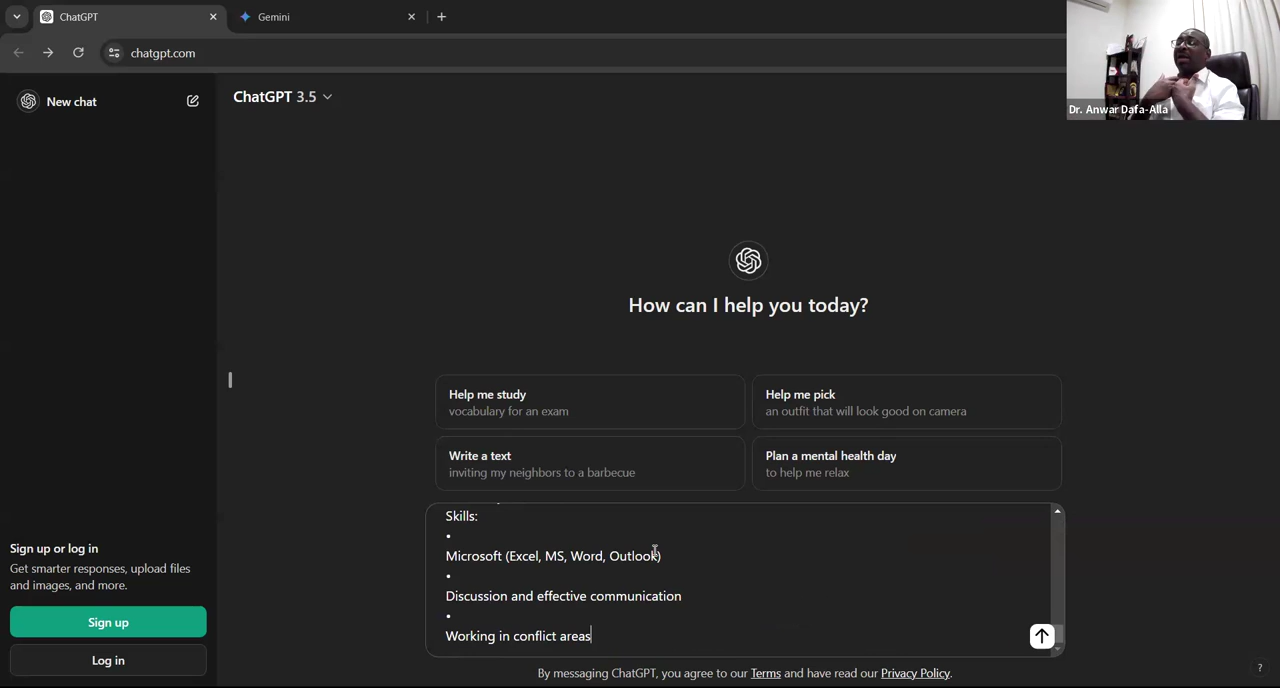 ChatGPT
Gemini
chatgpt.com
Dr. Anwar Dafa-Alla
New chat
ChatGPT 3.5
How can I help you today?
Help me study
vocabulary for an exam
Help me pick
an outfit that will look good on camera
Write a text
inviting my neighbors to a barbecue
Plan a mental health day
to help me relax
Skills:
•
Microsoft (Excel, MS, Word, Outlook)
•
Discussion and effective communication
•
Working in conflict areas
Sign up or log in
Get smarter responses, upload files
and images, and more.
Sign up
Log in
By messaging ChatGPT, you agree to our Terms and have read our Privacy Policy.
?